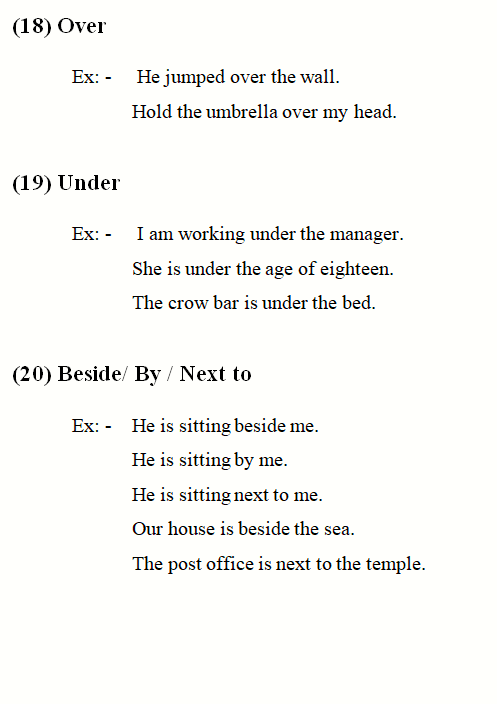 (18) Over
Ex: - He jumped over the wall.
Hold the umbrella over my head.
(19) Under
Ex: - I am working under the manager.
She is under the age of eighteen.
The crow bar is under the bed.
(20) Beside/ By / Next to
Ex: - He is sitting beside me.
He is sitting by me.
He is sitting next to me.
Our house is beside the sea.
The post office is next to the temple.